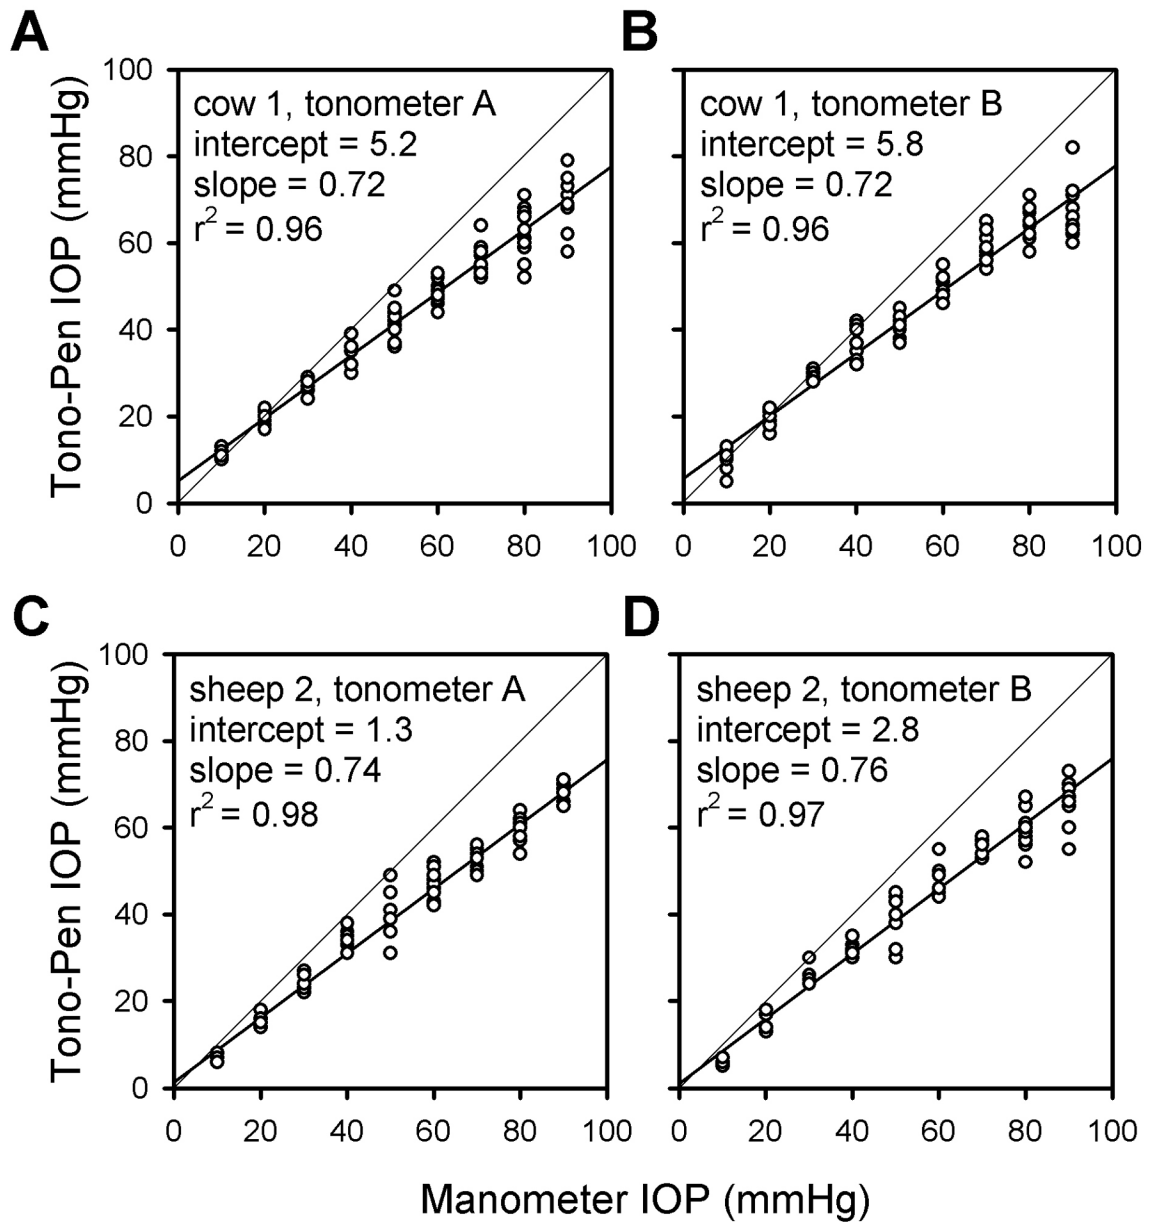 A
B
Tono-Pen IOP (mmHg)
100
80
60
40
20
0
cow 1, tonometer A
intercept = 5.2
slope = 0.72
r² = 0.96
0 20 40 60 80 100
cow 1, tonometer B
intercept = 5.8
slope = 0.72
r² = 0.96
0 20 40 60 80 100
C
D
Tono-Pen IOP (mmHg)
100
80
60
40
20
0
sheep 2, tonometer A
intercept = 1.3
slope = 0.74
r² = 0.98
0 20 40 60 80 100
sheep 2, tonometer B
intercept = 2.8
slope = 0.76
r² = 0.97
0 20 40 60 80 100
Manometer IOP (mmHg)